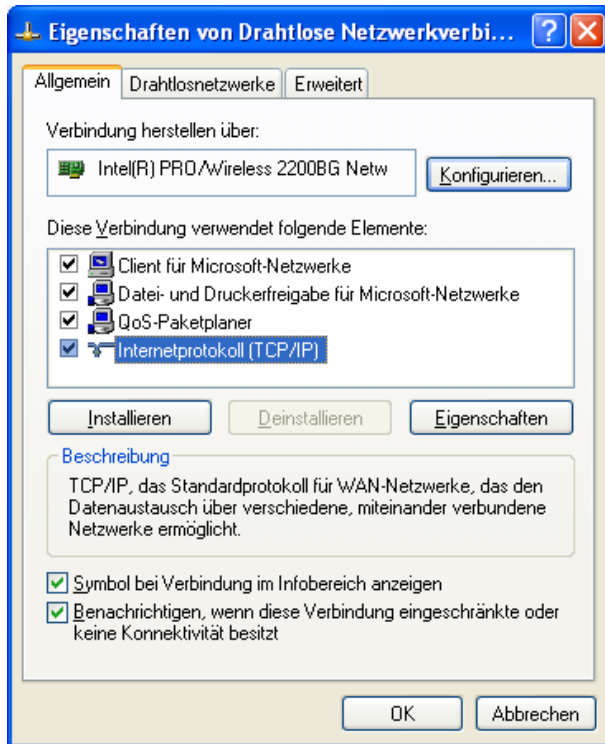 Eigenschaften von Drahtlose Netzwerkverbi...
Allgemein Drahtlosnetzwerke Erweitert
Verbindung herstellen über:
Intel(R) PRO/Wireless 2200BG Netw
Konfigurieren...
Diese Verbindung verwendet folgende Elemente:
Client für Microsoft-Netzwerke
Datei- und Druckerfreigabe für Microsoft-Netzwerke
QoS-Paketplaner
Internetprotokoll (TCP/IP)
Installieren Deinstallieren Eigenschaften
Beschreibung
TCP/IP, das Standardprotokoll für WAN-Netzwerke, das den
Datenaustausch über verschiedene, miteinander verbundene
Netzwerke ermöglicht.
Symbol bei Verbindung im Infobereich anzeigen
Benachrichtigen, wenn diese Verbindung eingeschränkte oder
keine Konnektivität besitzt
OK Abbrechen